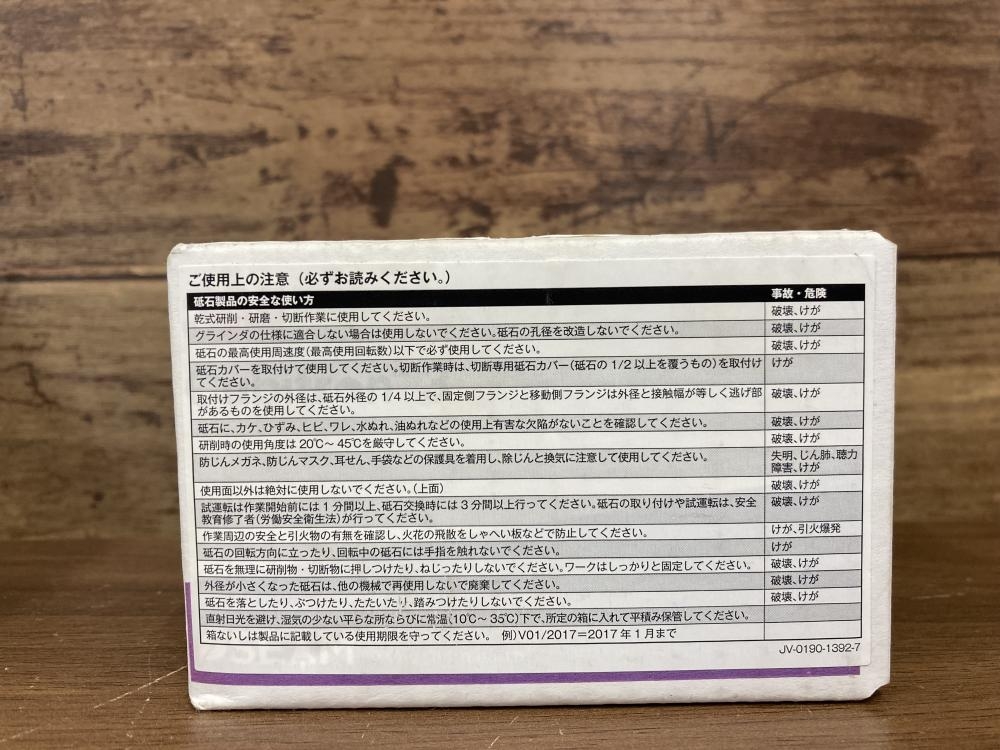 ご使用上の注意（必ずお読みください。）
砥石製品の安全な使い方 事故・危険
乾式研削・研磨・切断作業に使用してください。 破壊、けが
グラインダの仕様に適合しない場合は使用しないでください。砥石の孔径を改造しないでください。 破壊、けが
砥石の最高使用周速度（最高使用回転数）以下で必ず使用してください。 破壊、けが
砥石カバーを取付けて使用してください。切断作業時は、切断専用砥石カバー（砥石の1/2以上を覆うもの）を取付け けが
てください。
取付けフランジの外径は、砥石外径の1/4以上で、固定側フランジと移動側フランジは外径と接触幅が等しく逃げ部 破壊、けが
があるものを使用してください。
砥石に、カケ、ひずみ、ヒビ、ワレ、水ぬれ、油ぬれなどの使用上有害な欠陥がないことを確認してください。 破壊、けが
研削時の使用角度は20℃～45℃を厳守してください。 破壊、けが
防じんメガネ、防じんマスク、耳せん、手袋などの保護具を着用し、除じんと換気に注意して使用してください。 失明、じん肺、聴力
障害、けが
使用面以外は絶対に使用しないでください。（上面） 破壊、けが
試運転は作業開始前には1分間以上、砥石交換時には3分間以上行ってください。砥石の取り付けや試運転は、安全 破壊、けが
教育修了者（労働安全衛生法）が行ってください。
作業周辺の安全と引火物の有無を確認し、火花の飛散をしゃへい板などで防止してください。 けが、引火爆発
砥石の回転方向に立ったり、回転中の砥石には手指を触れないでください。 けが
砥石を無理に研削物・切断物に押しつけたり、ねじったりしないでください。ワークはしっかりと固定してください。 破壊、けが
外径が小さくなった砥石は、他の機械で再使用しないで廃棄してください。 破壊、けが
砥石を落としたり、ぶつけたり、たたいたり、踏みつけたりしないでください。 破壊、けが
直射日光を避け、湿気の少ない平らな所ならびに常温（10℃～35℃）下で、所定の箱に入れて平積み保管してください。
箱ないしは製品に記載している使用期限を守ってください。 例）V01/2017＝2017年1月まで
JV-0190-1392-7